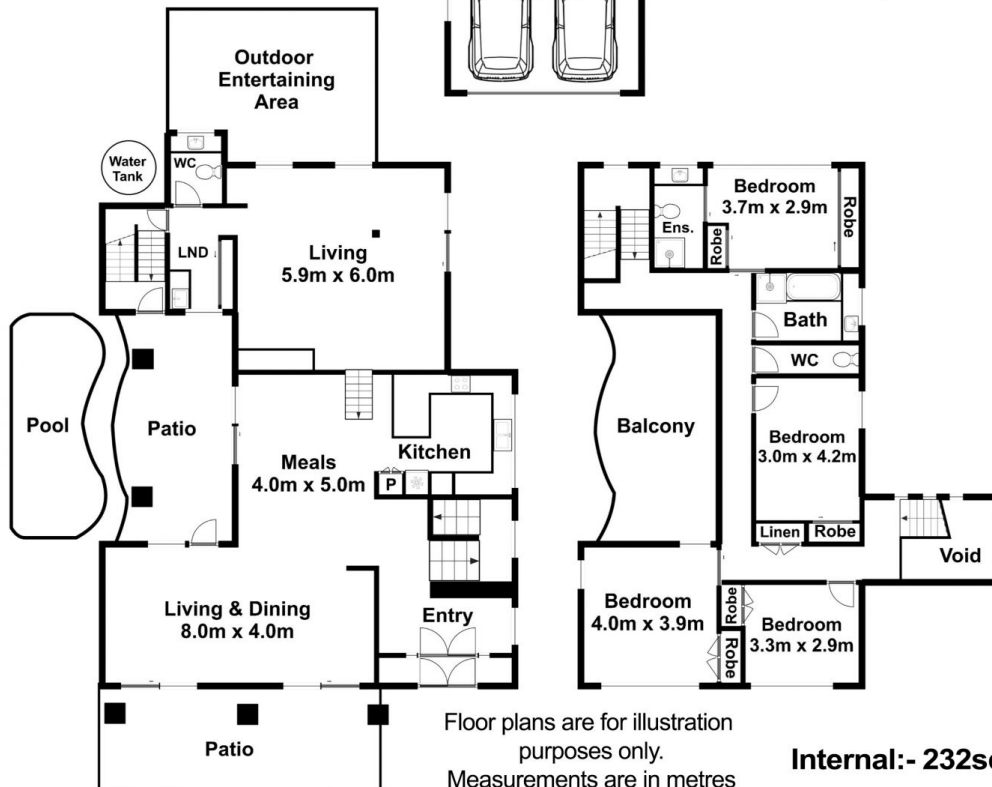 Outdoor
Entertaining
Area
Water
Tank
WC
LND
Living
5.9m x 6.0m
Pool
Patio
Meals
4.0m x 5.0m
Kitchen
P
Living & Dining
8.0m x 4.0m
Entry
Patio
Bedroom
3.7m x 2.9m
Robe
Ens.
Robe
Bath
WC
Balcony
Bedroom
3.0m x 4.2m
Linen
Robe
Void
Bedroom
4.0m x 3.9m
Robe
Robe
Bedroom
3.3m x 2.9m
Floor plans are for illustration
purposes only.
Measurements are in metres
Internal:- 232s